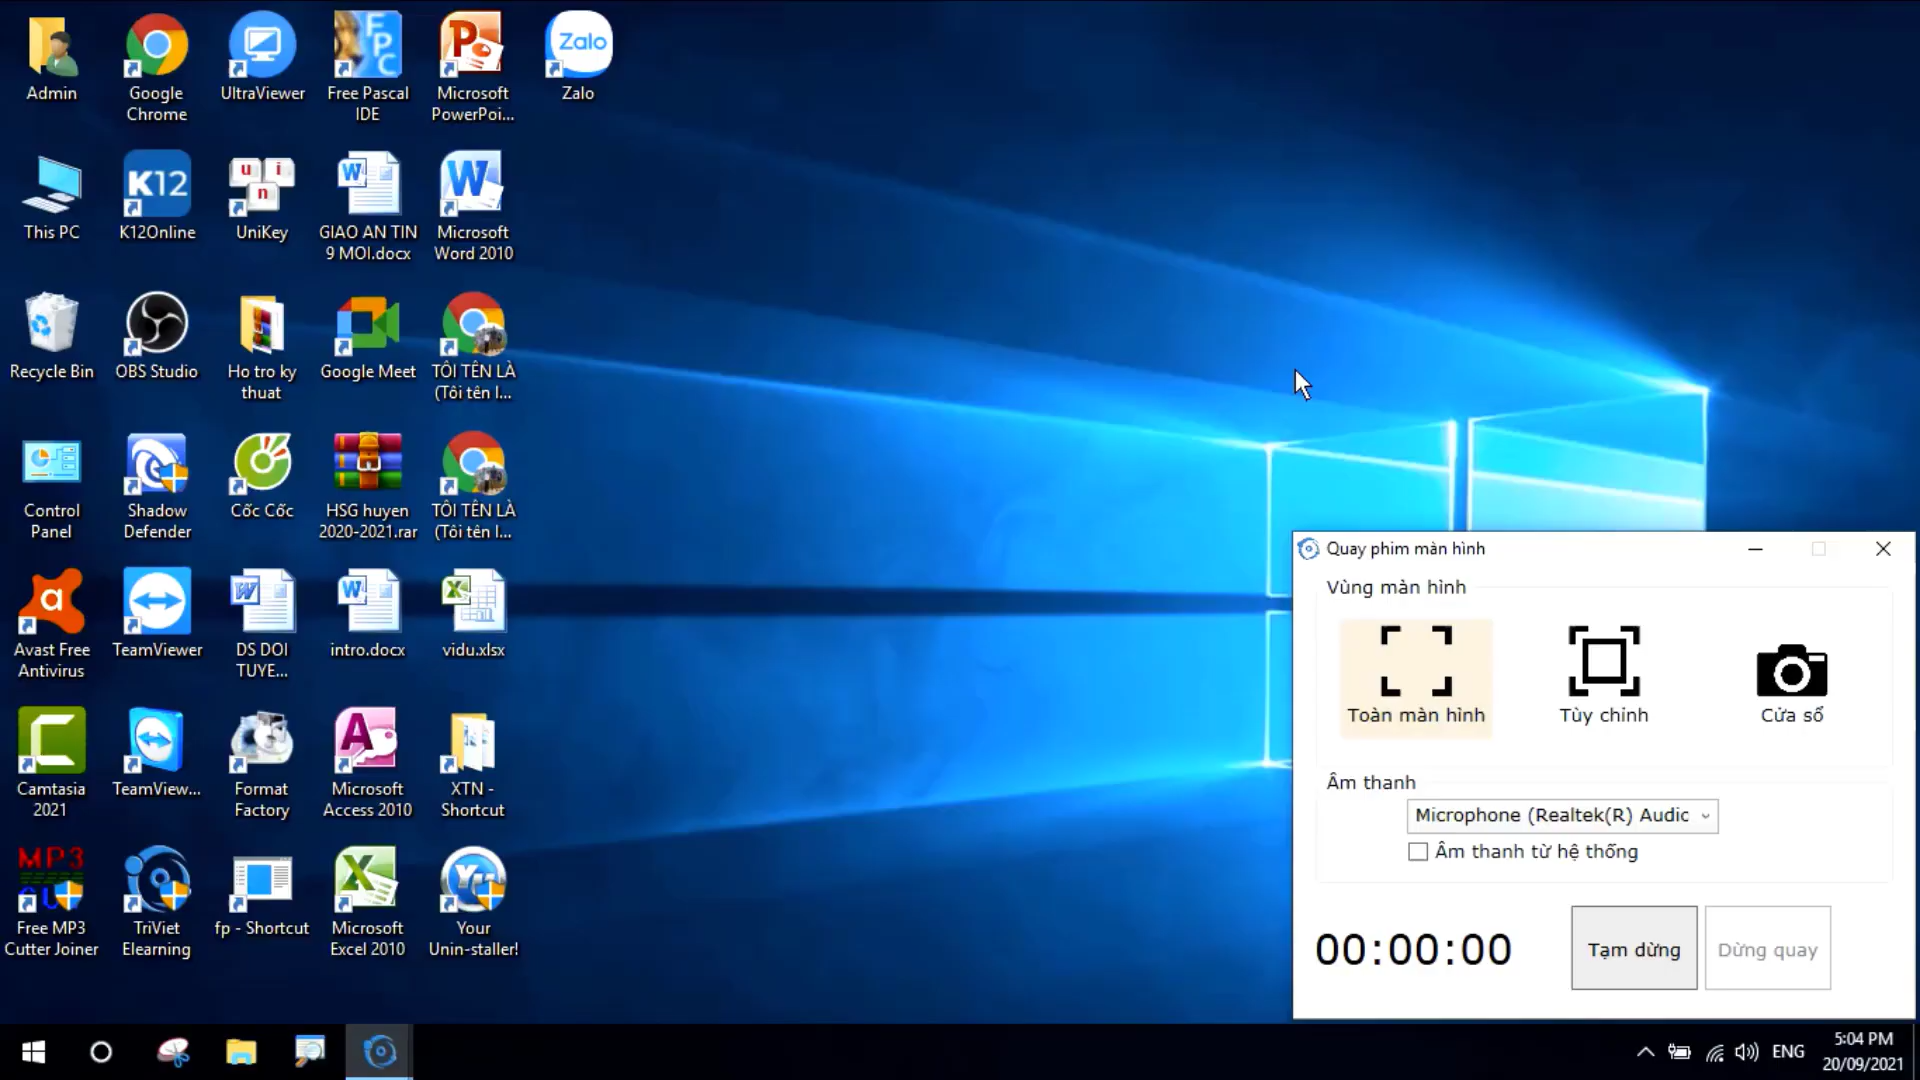 Admin
Google
Chrome
UltraViewer
Free Pascal
IDE
Microsoft
PowerPoi...
Zalo
Zalo
This PC
K12
K12Online
u i
n
UniKey
GIAO AN TIN
9 MOI.docx
Microsoft
Word 2010
Recycle Bin
OBS Studio
Ho tro ky
thuat
Google Meet
TÔI TÊN LÀ
(Tôi tên l...
Control
Panel
Shadow
Defender
Cốc Cốc
HSG huyen
2020-2021.rar
TÔI TÊN LÀ
(Tôi tên l...
Avast Free
Antivirus
TeamViewer
DS DOI
TUYE...
intro.docx
vidu.xlsx
Camtasia
2021
TeamView...
Format
Factory
Microsoft
Access 2010
XTN -
Shortcut
MP3
Free MP3
Cutter Joiner
TriViet
Elearning
fp - Shortcut
Microsoft
Excel 2010
Your
Unin-staller!
Quay phim màn hình
Vùng màn hình
Toàn màn hình
Tùy chỉnh
Cửa sổ
Âm thanh
Microphone (Realtek(R) Audic
Âm thanh từ hệ thống
00:00:00
Tạm dừng
Dừng quay
ENG
5:04 PM
20/09/2021